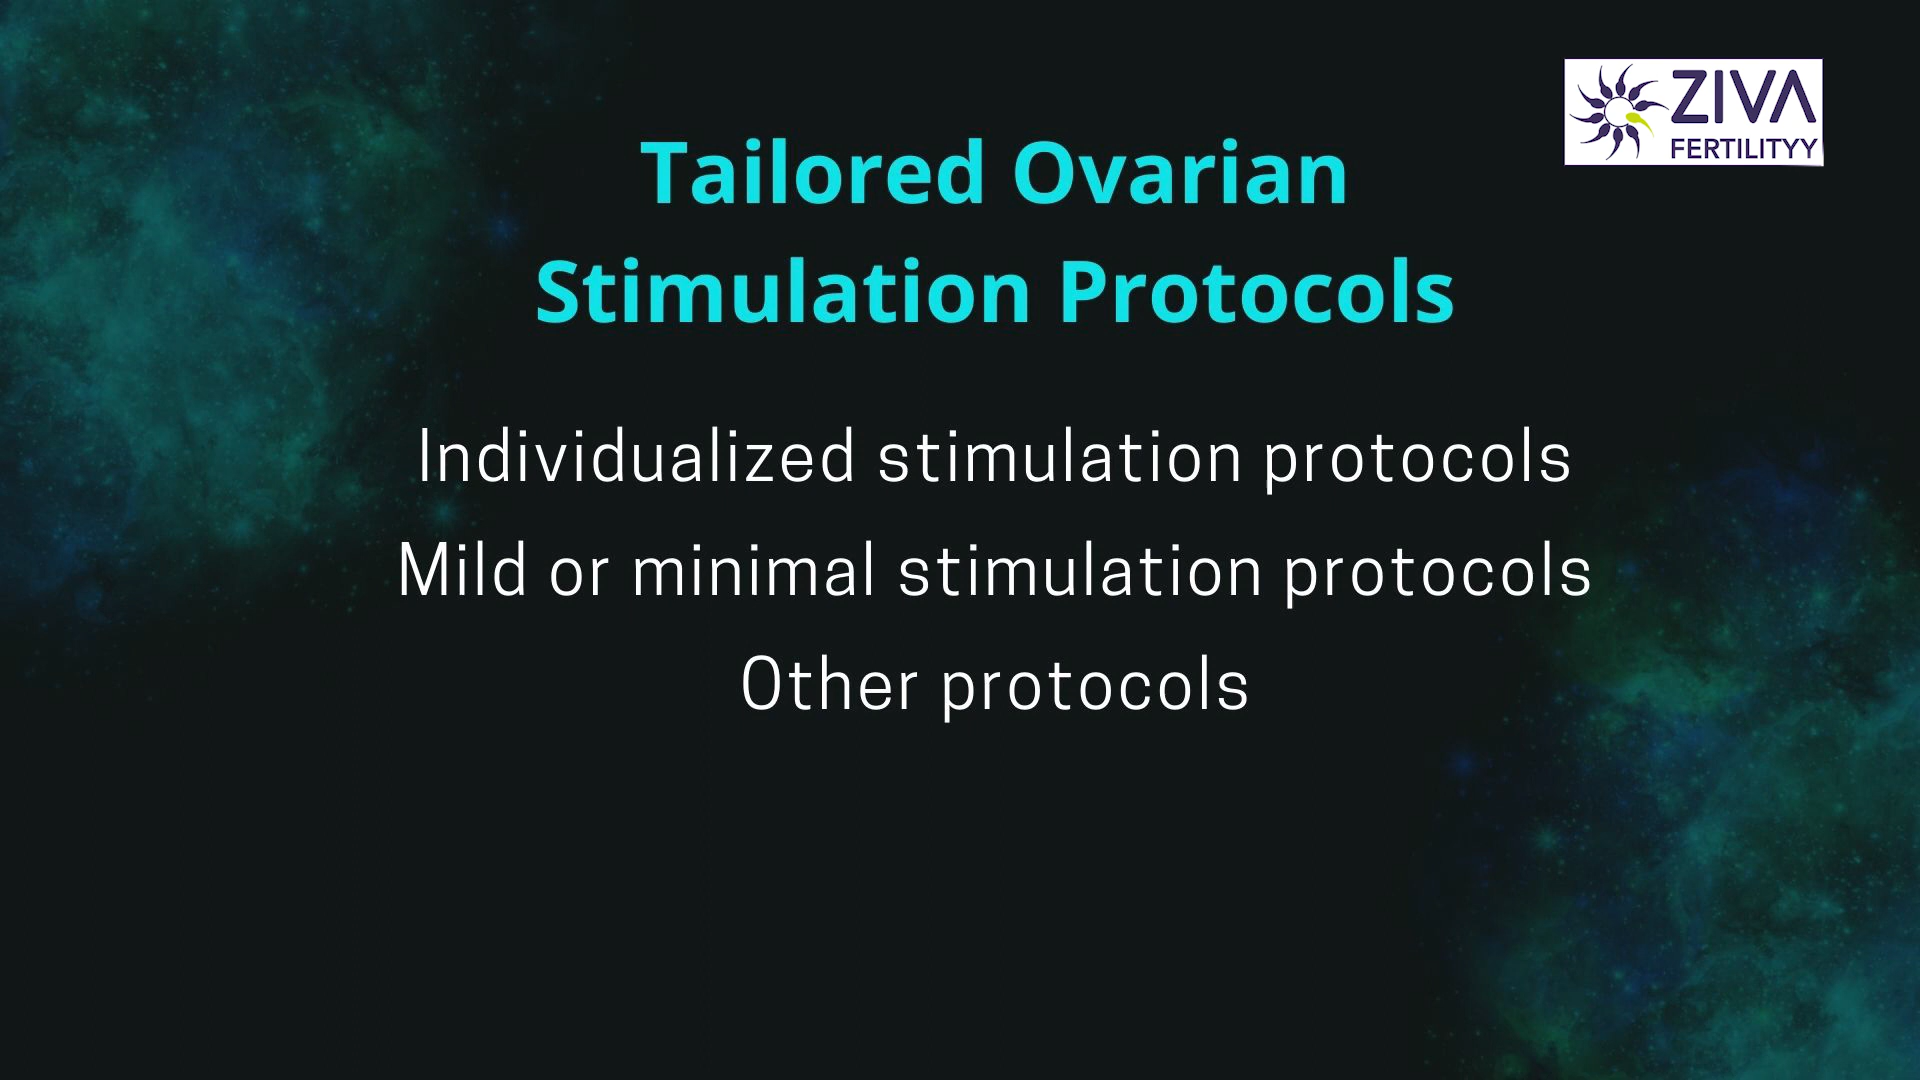 ZIVA
FERTILITYY
Tailored Ovarian
Stimulation Protocols
Individualized stimulation protocols
Mild or minimal stimulation protocols
Other protocols